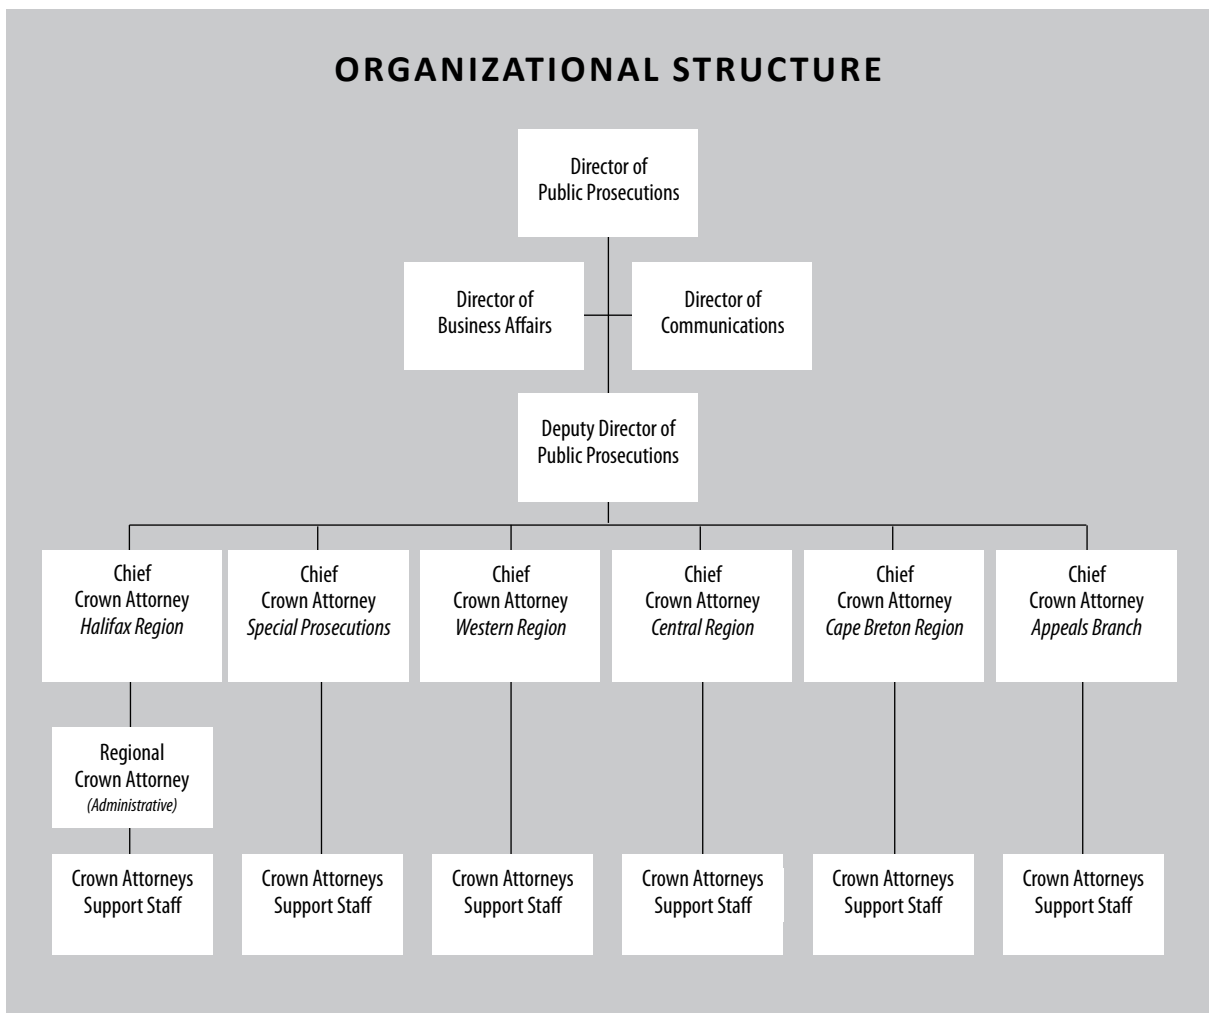 ORGANIZATIONAL STRUCTURE
Director of
Public Prosecutions
Director of
Business Affairs
Director of
Communications
Deputy Director of
Public Prosecutions
Chief
Crown Attorney
Halifax Region
Chief
Crown Attorney
Special Prosecutions
Chief
Crown Attorney
Western Region
Chief
Crown Attorney
Central Region
Chief
Crown Attorney
Cape Breton Region
Chief
Crown Attorney
Appeals Branch
Regional
Crown Attorney
(Administrative)
Crown Attorneys
Support Staff
Crown Attorneys
Support Staff
Crown Attorneys
Support Staff
Crown Attorneys
Support Staff
Crown Attorneys
Support Staff
Crown Attorneys
Support Staff